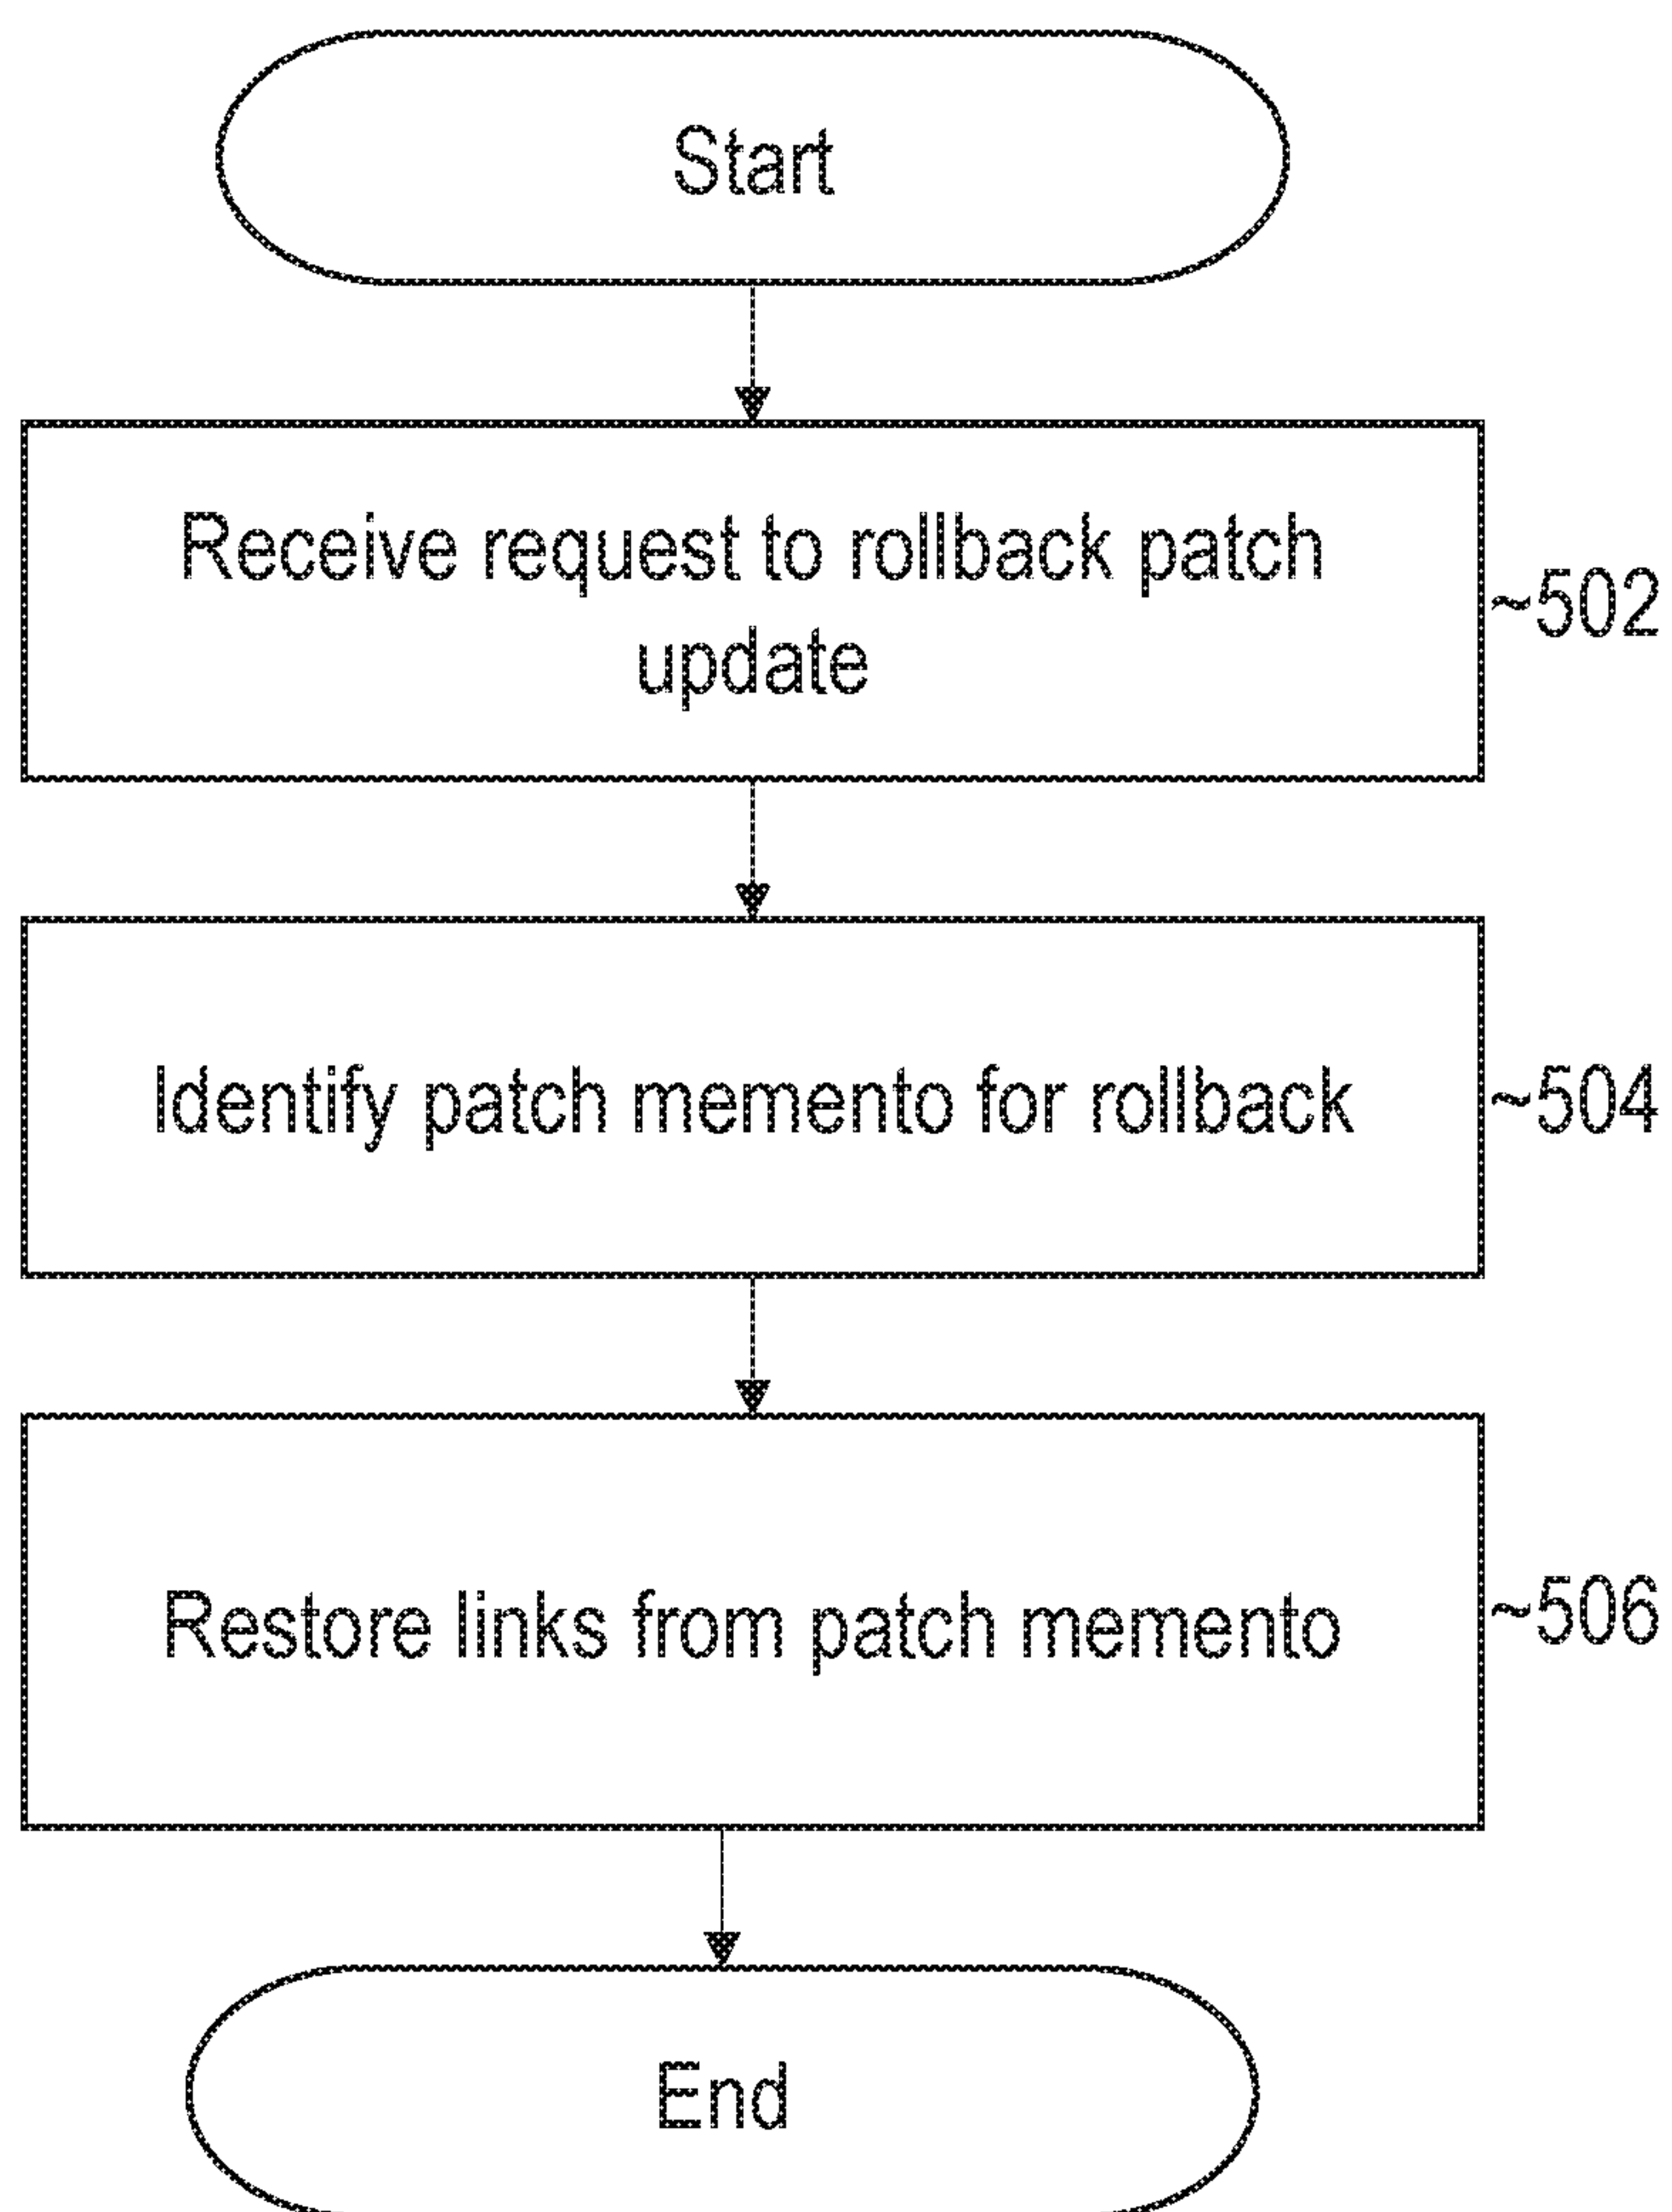 Start
Receive request to rollback patch
update
~502
Identify patch memento for rollback
~504
Restore links from patch memento
~506
End